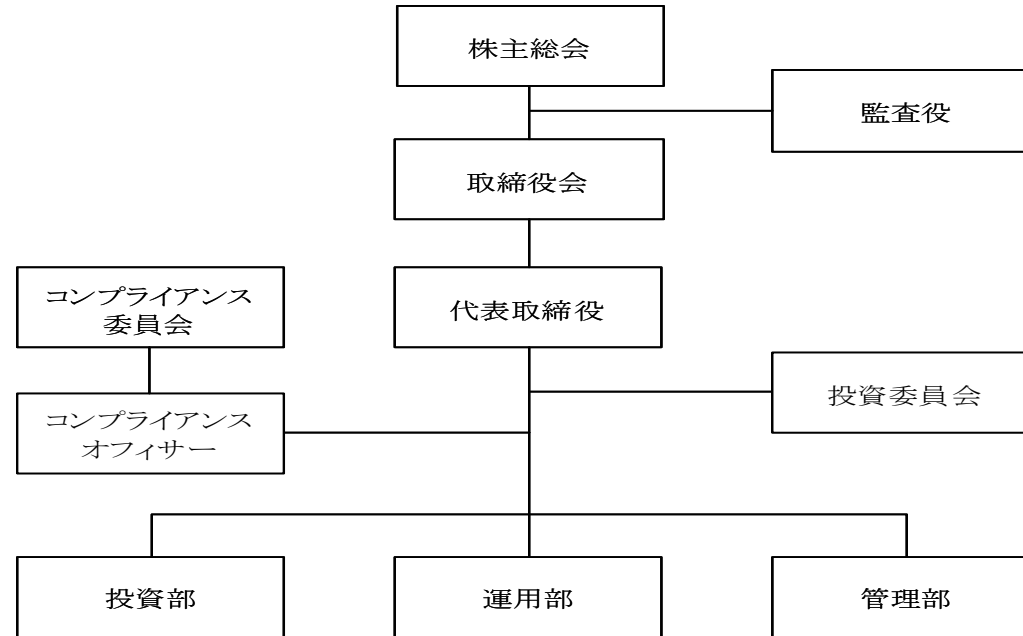 株主総会
監査役
取締役会
コンプライアンス
委員会
代表取締役
投資委員会
コンプライアンス
オフィサー
投資部
運用部
管理部